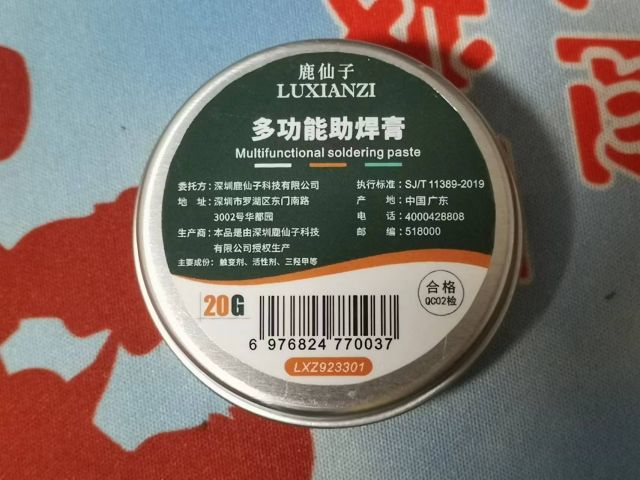 鹿仙子
LUXIANZI
多功能助焊膏
Multifunctional soldering paste
委托方：深圳鹿仙子科技有限公司
地 址：深圳市罗湖区东门南路
3002号华都园
生产商：本品是由深圳鹿仙子科技
有限公司授权生产
主要成份：触变剂、活性剂、三羟甲等
执行标准：SJ/T 11389-2019
产 地：中国广东
电 话：4000428808
邮 编：518000
合格
QC02检
20G
6 976824 770037
LXZ923301